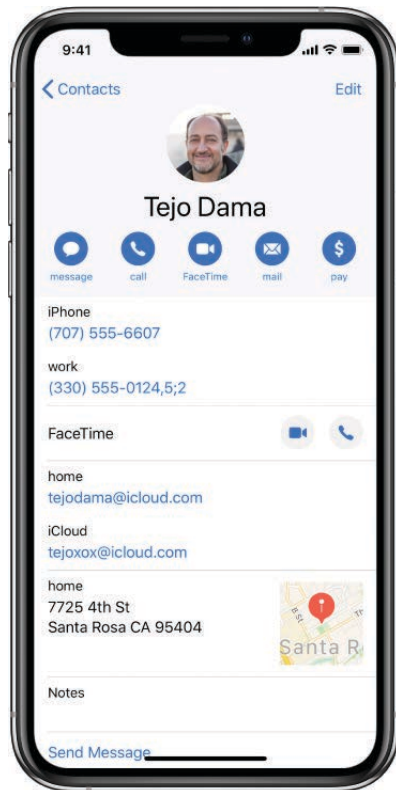 9:41
Contacts
Edit
Tejo Dama
message
call
FaceTime
mail
pay
iPhone
(707) 555-6607
work
(330) 555-0124,5;2
FaceTime
home
tejodama@icloud.com
iCloud
tejoxox@icloud.com
home
7725 4th St
Santa Rosa CA 95404
B St
Santa R
Notes
Send Message